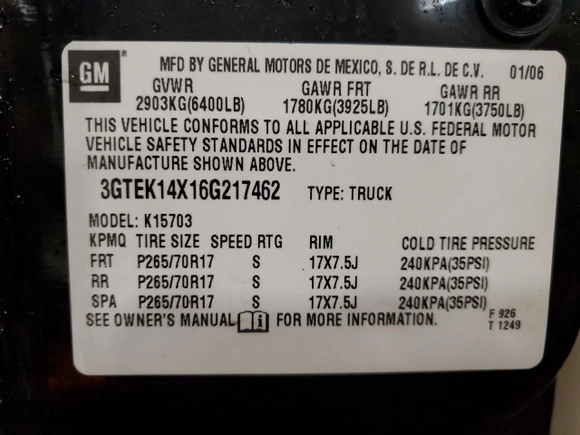 GM MFD BY GENERAL MOTORS DE MEXICO, S. DE R.L. DE C.V. 01/06
GVWR GAWR FRT GAWR RR
2903KG(6400LB) 1780KG(3925LB) 1701KG(3750LB)
THIS VEHICLE CONFORMS TO ALL APPLICABLE U.S. FEDERAL MOTOR
VEHICLE SAFETY STANDARDS IN EFFECT ON THE DATE OF
MANUFACTURE SHOWN ABOVE.
3GTEK14X16G217462 TYPE: TRUCK
MODEL: K15703
KPMQ TIRE SIZE SPEED RTG RIM COLD TIRE PRESSURE
FRT P265/70R17 S 17X7.5J 240KPA(35PSI)
RR P265/70R17 S 17X7.5J 240KPA(35PSI)
SPA P265/70R17 S 17X7.5J 240KPA(35PSI)
SEE OWNER'S MANUAL i FOR MORE INFORMATION. F 926
T 1249